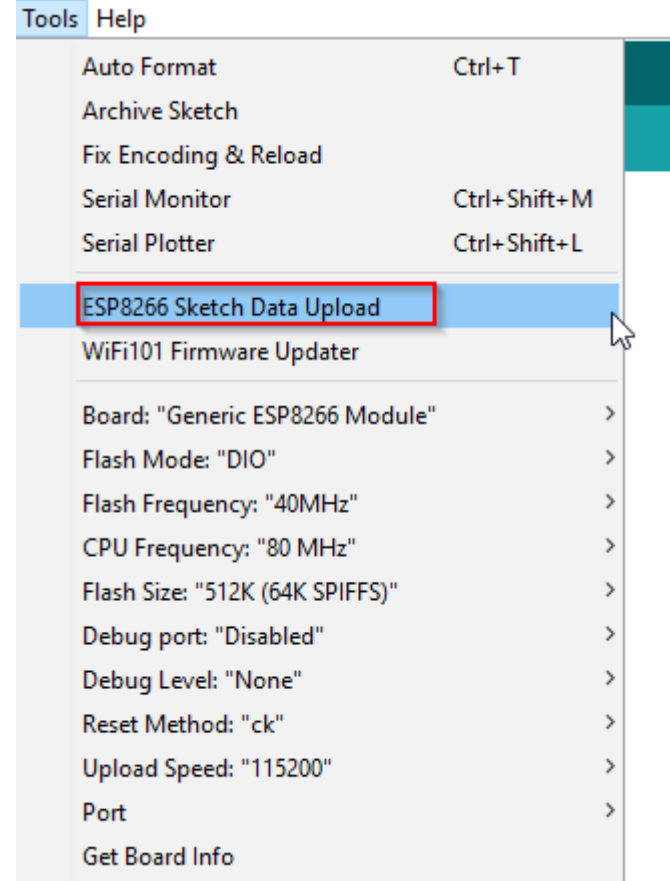 Tools Help
Auto Format Ctrl+T
Archive Sketch
Fix Encoding & Reload
Serial Monitor Ctrl+Shift+M
Serial Plotter Ctrl+Shift+L
ESP8266 Sketch Data Upload
WiFi101 Firmware Updater
Board: "Generic ESP8266 Module"
Flash Mode: "DIO"
Flash Frequency: "40MHz"
CPU Frequency: "80 MHz"
Flash Size: "512K (64K SPIFFS)"
Debug port: "Disabled"
Debug Level: "None"
Reset Method: "ck"
Upload Speed: "115200"
Port
Get Board Info